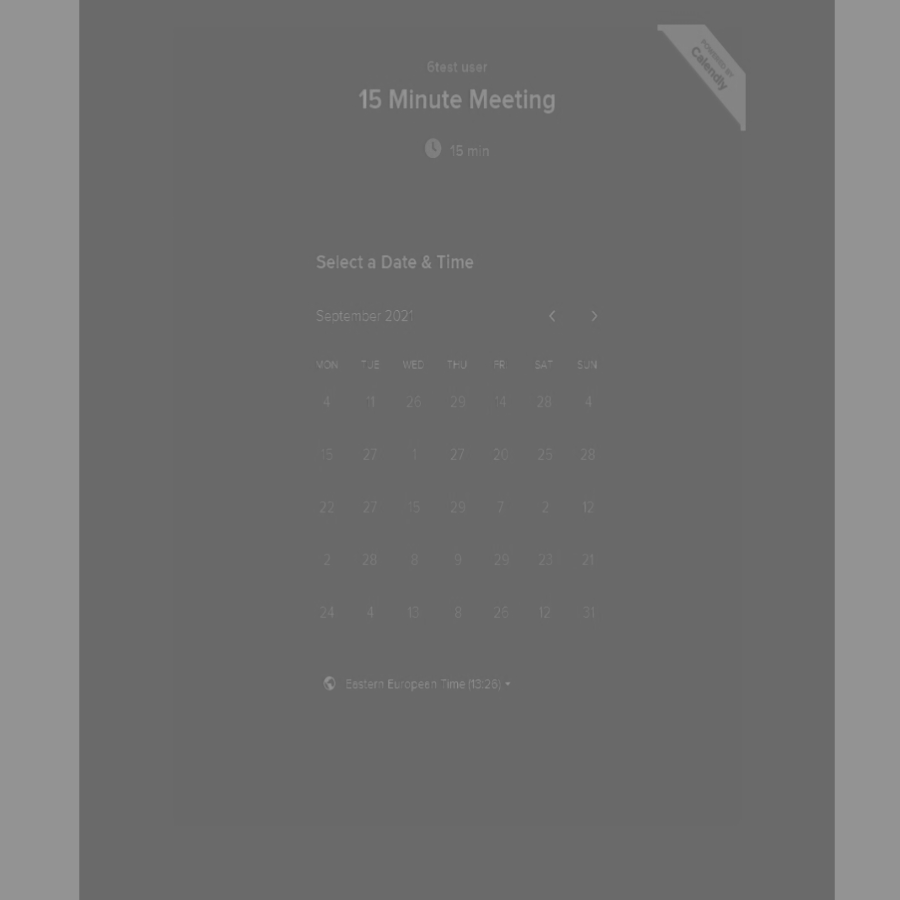 6test user
15 Minute Meeting
15 min
POWERED BY
Calendly
Select a Date & Time
September 2021
MON TUE WED THU FRI SAT SUN
4 11 26 29 14 28 4
15 27 1 27 20 25 28
22 27 15 29 7 2 12
2 28 8 9 29 23 21
24 4 13 8 26 12 31
Eastern European Time (13:26)